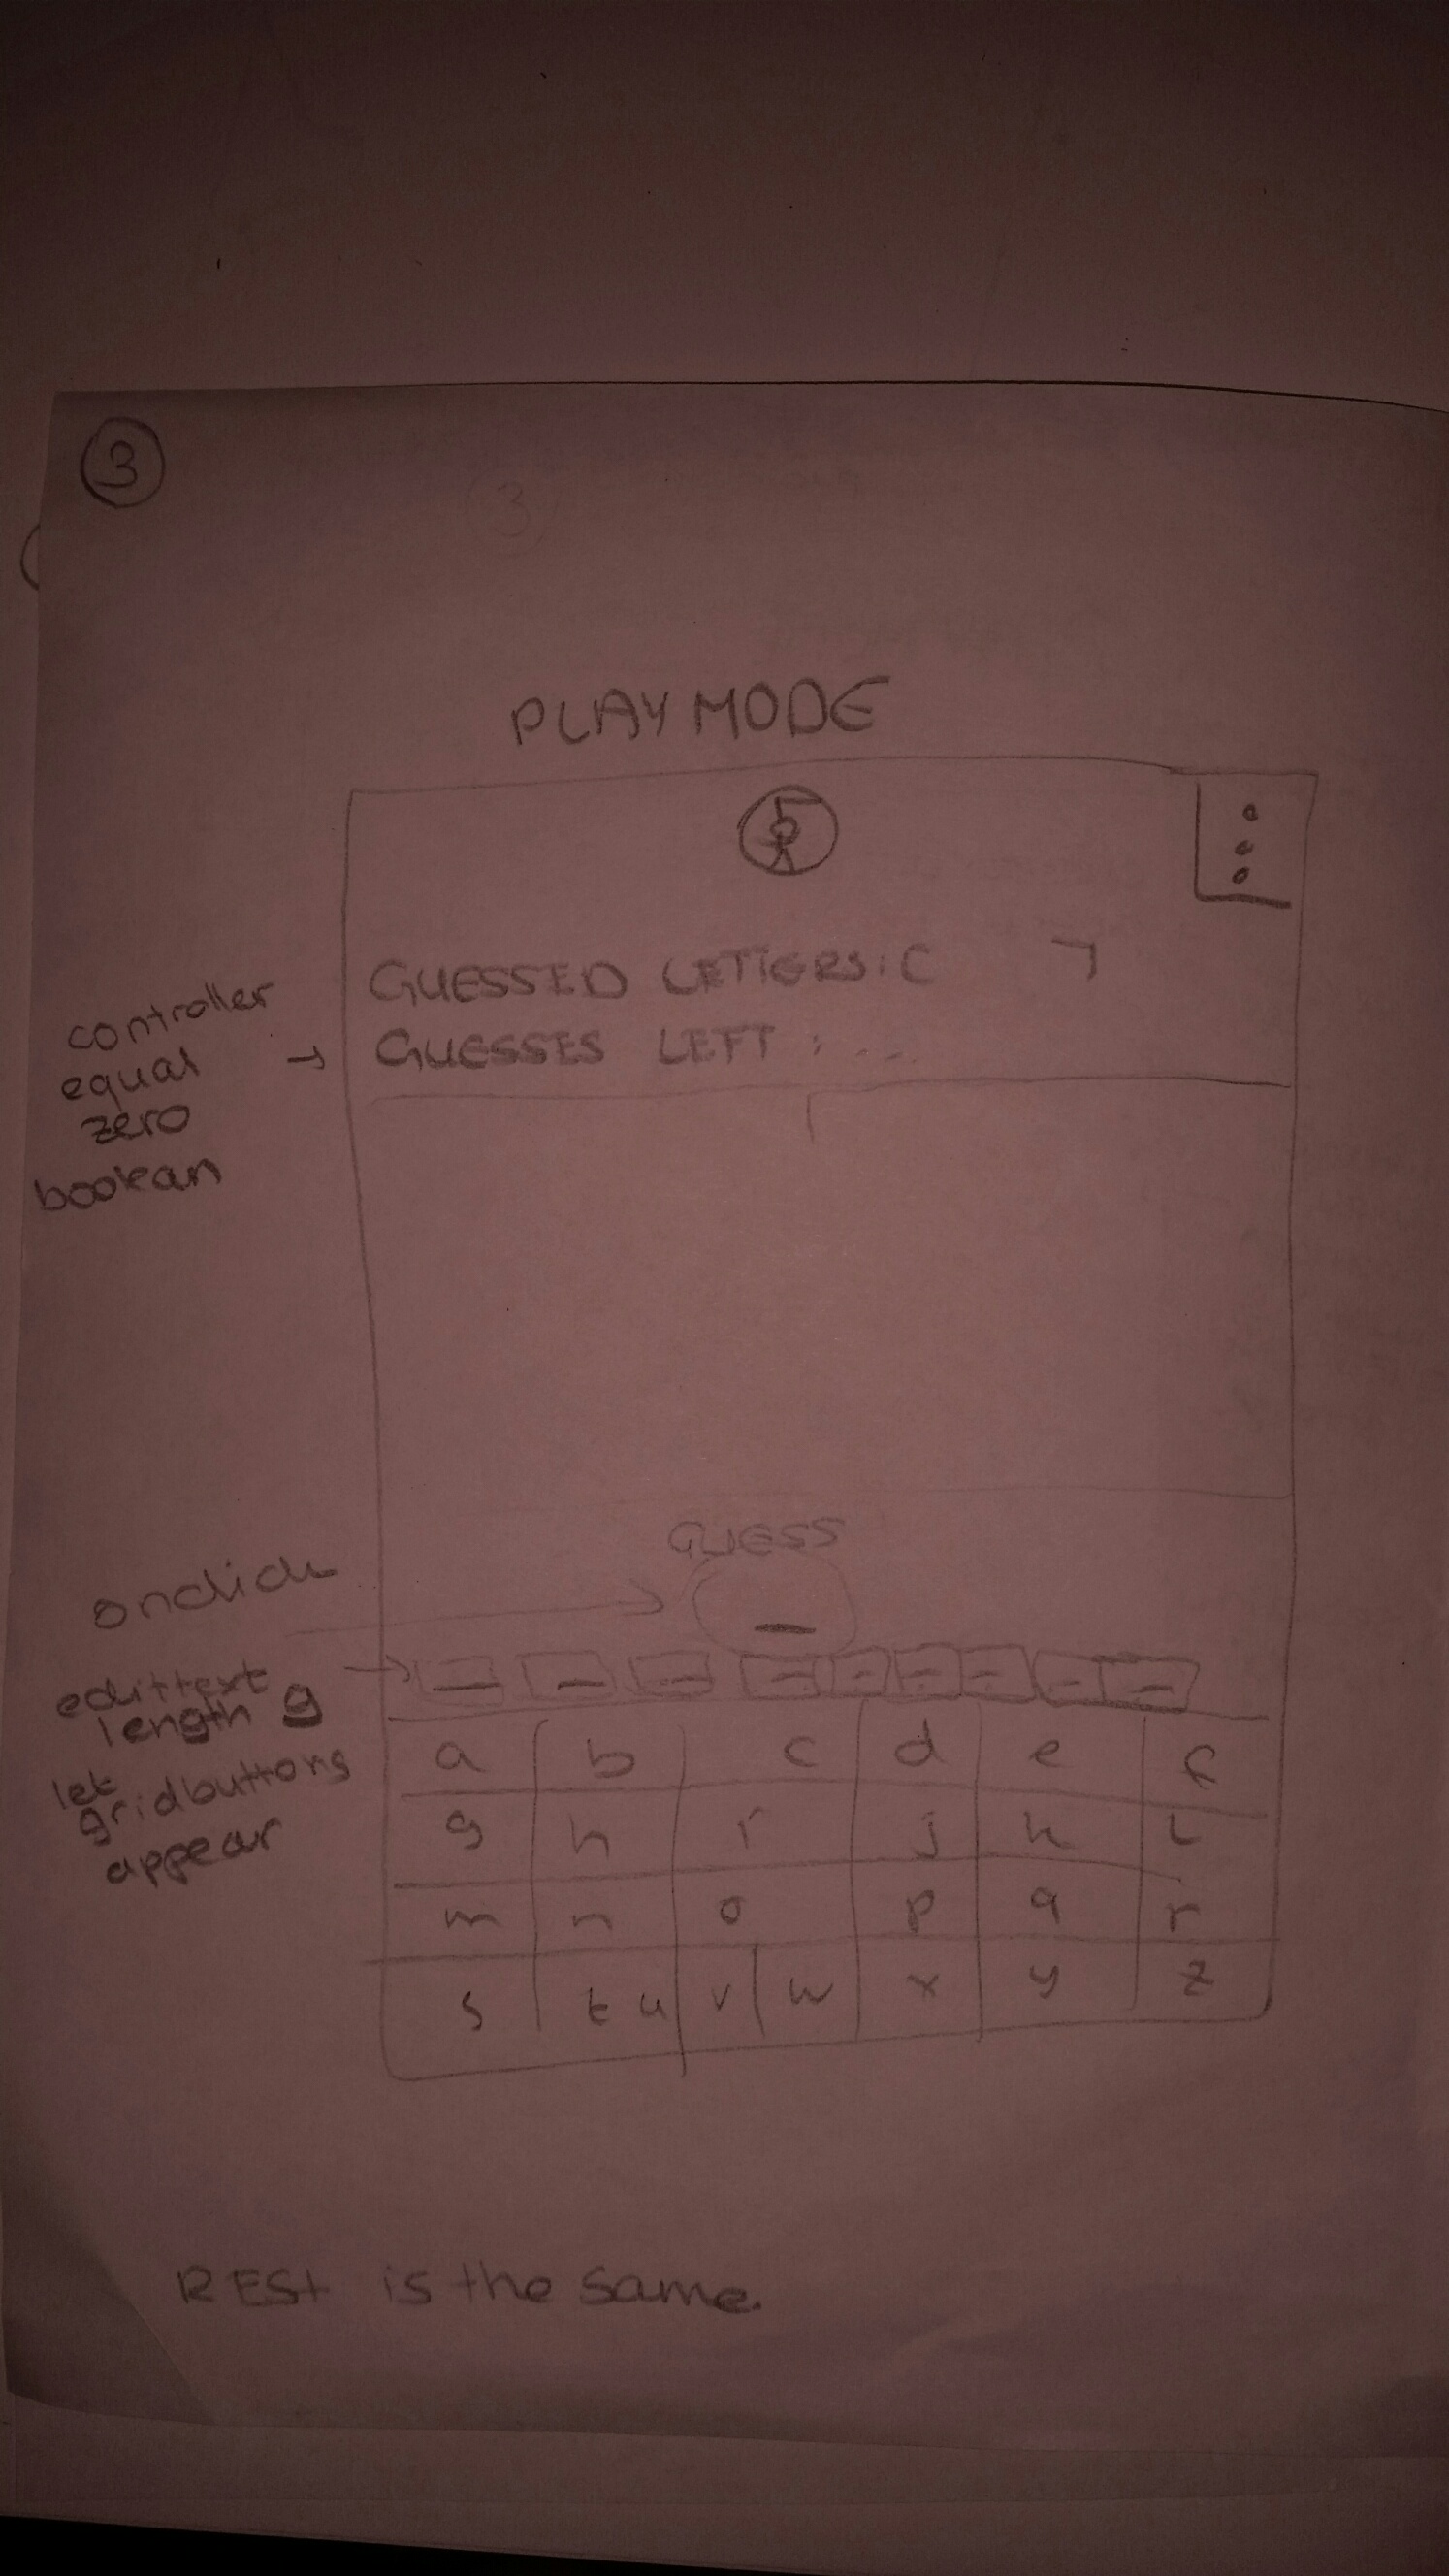 3
3
PLAY MODE
GUESSED LETTERS: [ ]
controller
equal
zero
boolean
→ GUESSES LEFT : ...
GUESS
onclick
edittext
length 9
let
gridbuttons
appear
a b c d e f
g h i j k l
m n o p q r
s t u v w x y z
REST is the same.